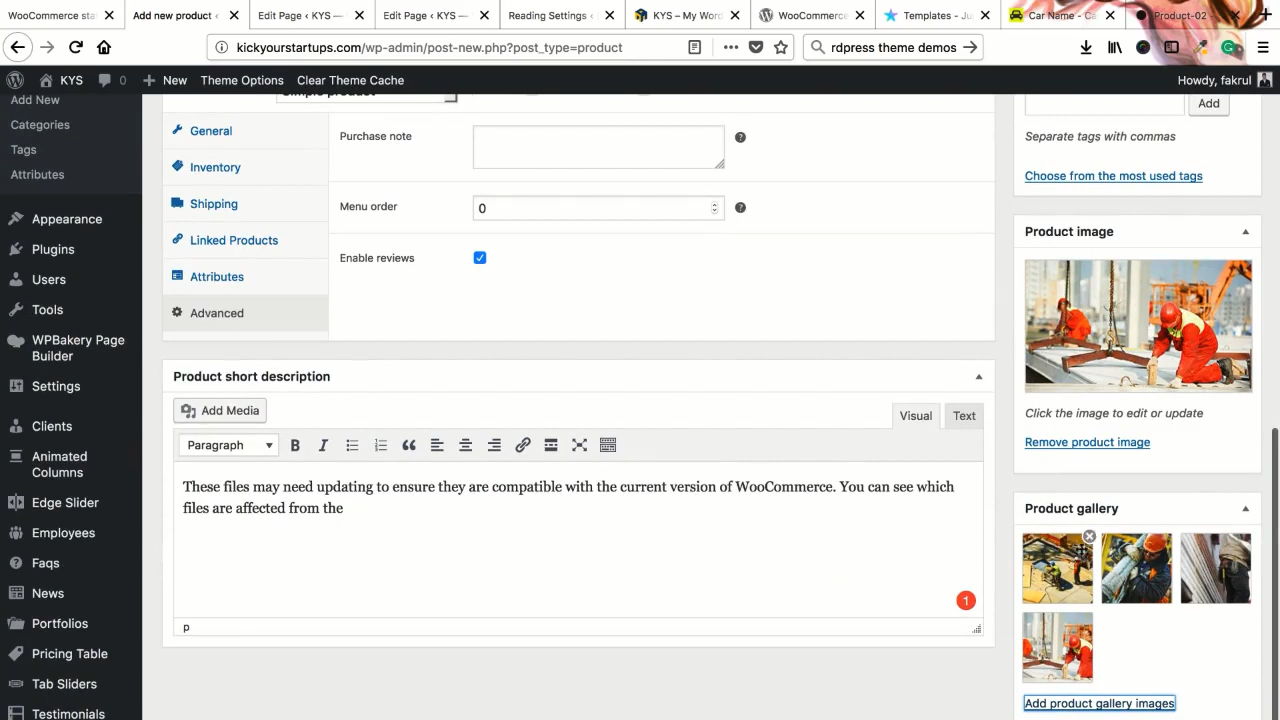 WooCommerce sta
Add new product ‹
Edit Page ‹ KYS —
Edit Page ‹ KYS —
Reading Settings ‹
KYS – My Word
WooCommerce
Templates - Ju
Car Name - Ca
Product-02 -
kickyourstartups.com/wp-admin/post-new.php?post_type=product
rdpress theme demos
KYS
0
New
Theme Options
Clear Theme Cache
Howdy, fakrul
Add New
Categories
Tags
Attributes
Appearance
Plugins
Users
Tools
WPBakery Page
Builder
Settings
Clients
Animated
Columns
Edge Slider
Employees
Faqs
News
Portfolios
Pricing Table
Tab Sliders
Testimonials
Simple product
General
Inventory
Shipping
Linked Products
Attributes
Advanced
Purchase note
Menu order
0
Enable reviews
Product short description
Add Media
Visual
Text
Paragraph
B I
These files may need updating to ensure they are compatible with the current version of WooCommerce. You can see which
files are affected from the
1
p
Add
Separate tags with commas
Choose from the most used tags
Product image
Click the image to edit or update
Remove product image
Product gallery
Add product gallery images